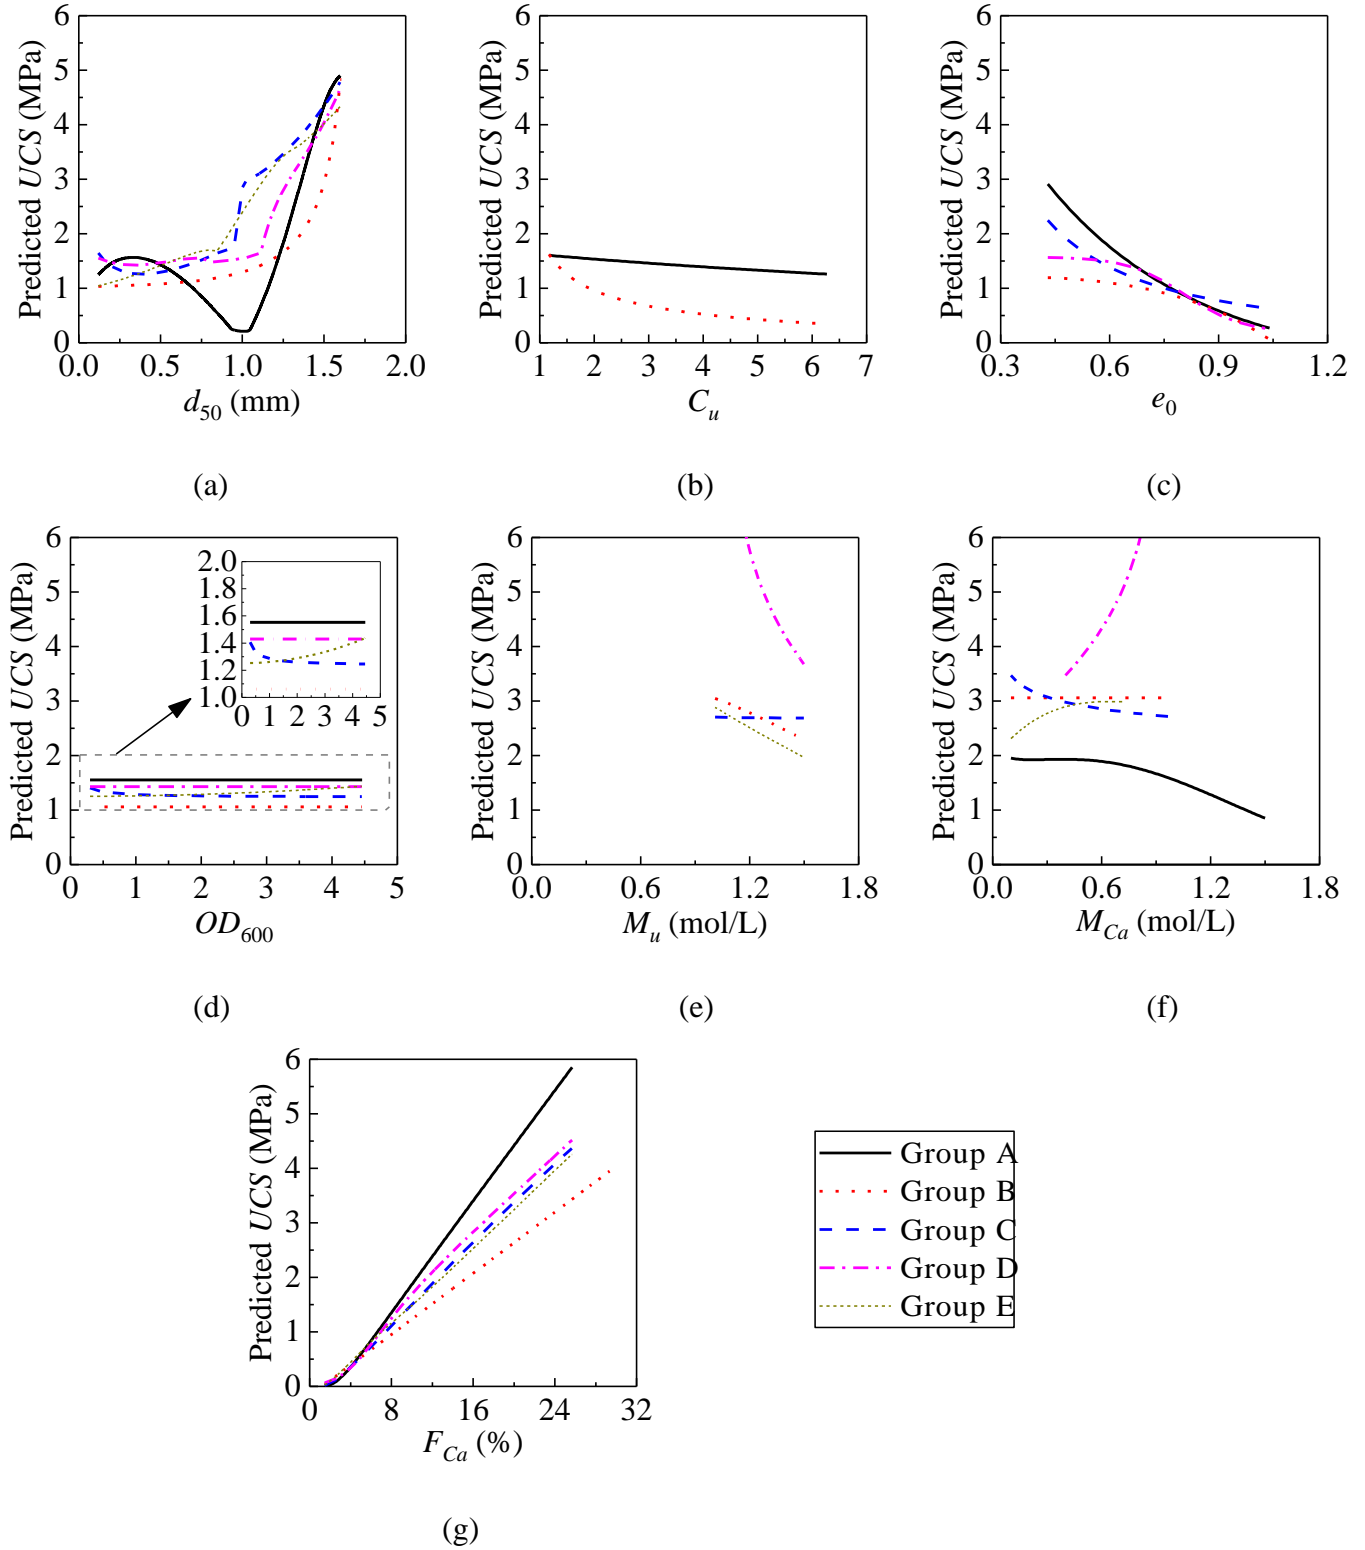 6 6 6
5 5 5
4 4 4
3 3 3
2 2 2
1 1 1
0 0 0
Predicted UCS (MPa) Predicted UCS (MPa) Predicted UCS (MPa)
0.0 0.5 1.0 1.5 2.0 1 2 3 4 5 6 7 0.3 0.6 0.9 1.2
d50 (mm) Cu e0
(a) (b) (c)
6 6 6
5 5 5
4 4 4
3 3 3
2 2 2
1 1 1
0 0 0
Predicted UCS (MPa) Predicted UCS (MPa) Predicted UCS (MPa)
2.0
1.8
1.6
1.4
1.2
1.0
0 1 2 3 4 5
0 1 2 3 4 5 0.0 0.6 1.2 1.8 0.0 0.6 1.2 1.8
OD600 Mu (mol/L) MCa (mol/L)
(d) (e) (f)
6
5
4
3
2
1
0
Predicted UCS (MPa)
0 8 16 24 32
FCa (%)
(g)
Group A
Group B
Group C
Group D
Group E